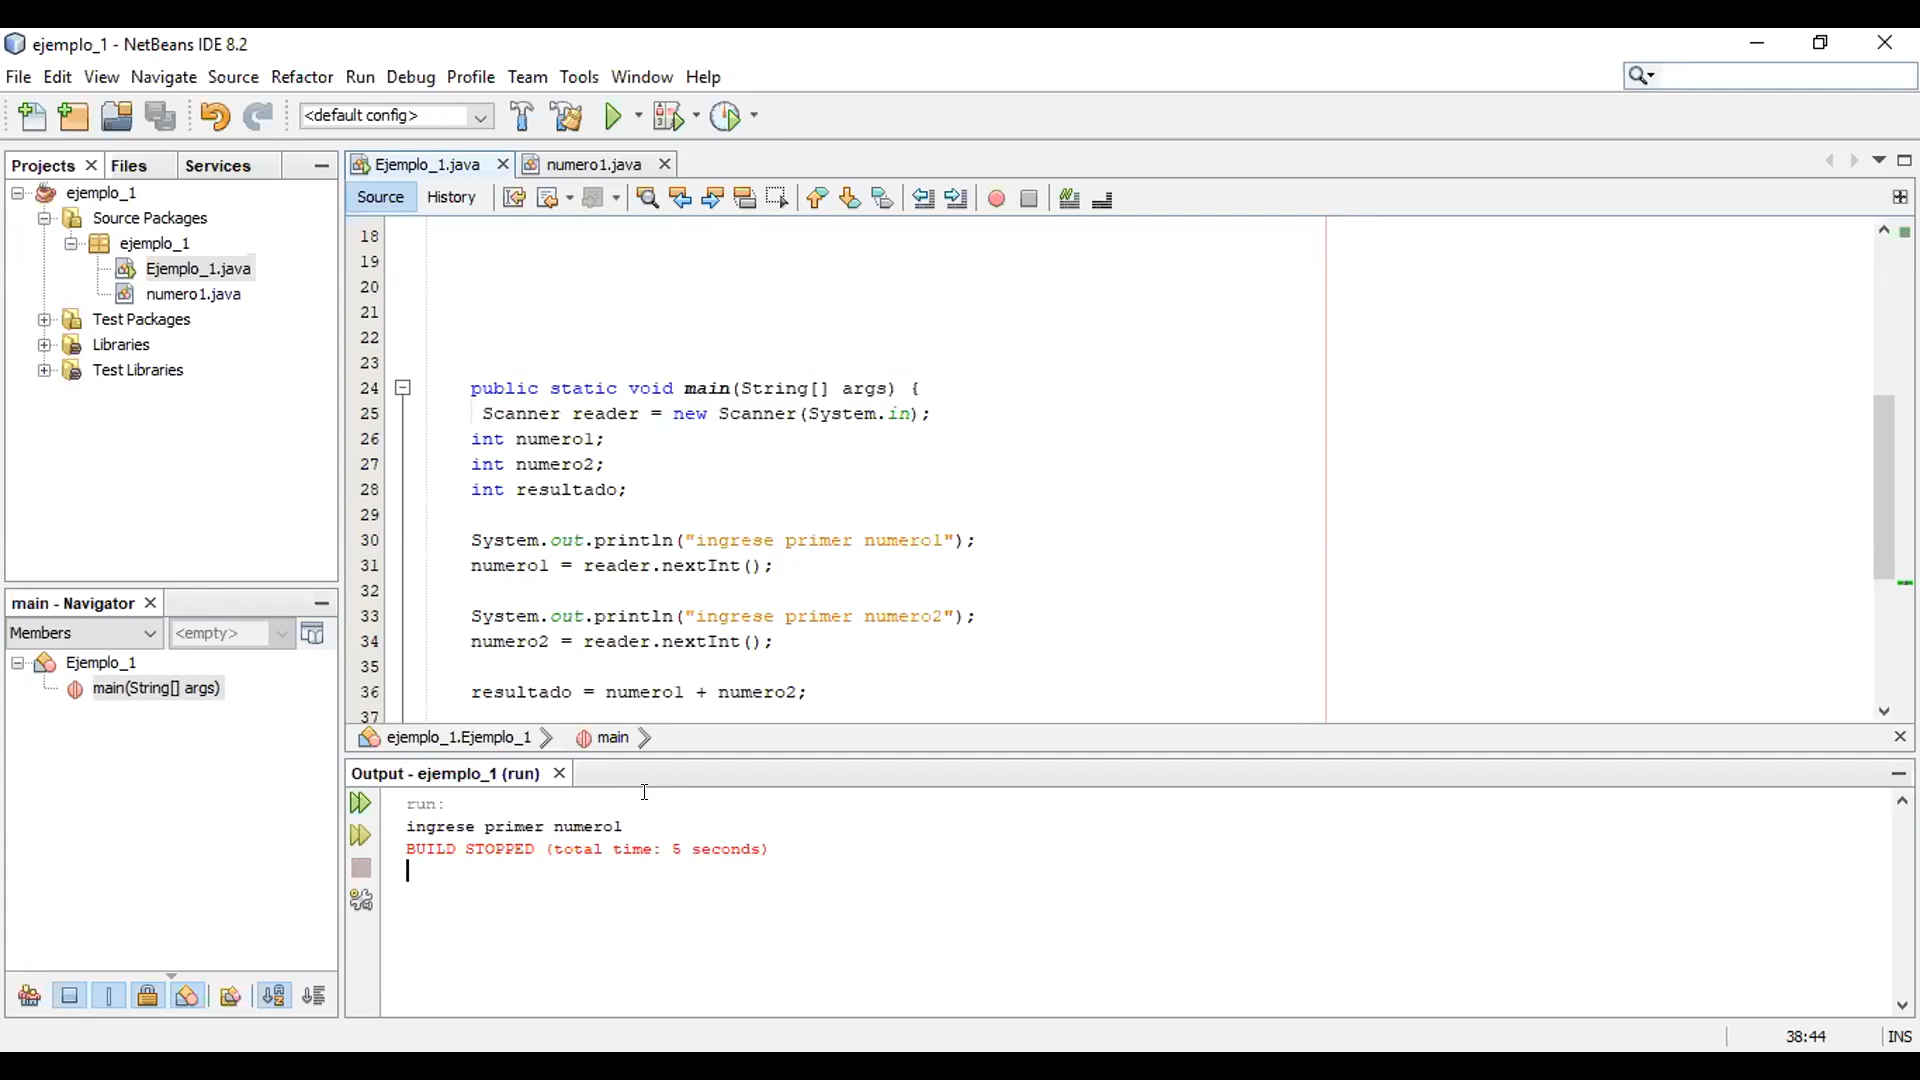 ejemplo_1 - NetBeans IDE 8.2
File Edit View Navigate Source Refactor Run Debug Profile Team Tools Window Help
<default config>
Projects Files Services
ejemplo_1
Source Packages
ejemplo_1
Ejemplo_1.java
numero1.java
Test Packages
Libraries
Test Libraries
main - Navigator
Members <empty>
Ejemplo_1
main(String[] args)
Ejemplo_1.java numero1.java
Source History
18
19
20
21
22
23
24 public static void main(String[] args) {
25 Scanner reader = new Scanner(System.in);
26 int numero1;
27 int numero2;
28 int resultado;
29
30 System.out.println("ingrese primer numero1");
31 numero1 = reader.nextInt();
32
33 System.out.println("ingrese primer numero2");
34 numero2 = reader.nextInt();
35
36 resultado = numero1 + numero2;
37
ejemplo_1.Ejemplo_1 main
Output - ejemplo_1 (run)
run:
ingrese primer numero1
BUILD STOPPED (total time: 5 seconds)
38:44 INS